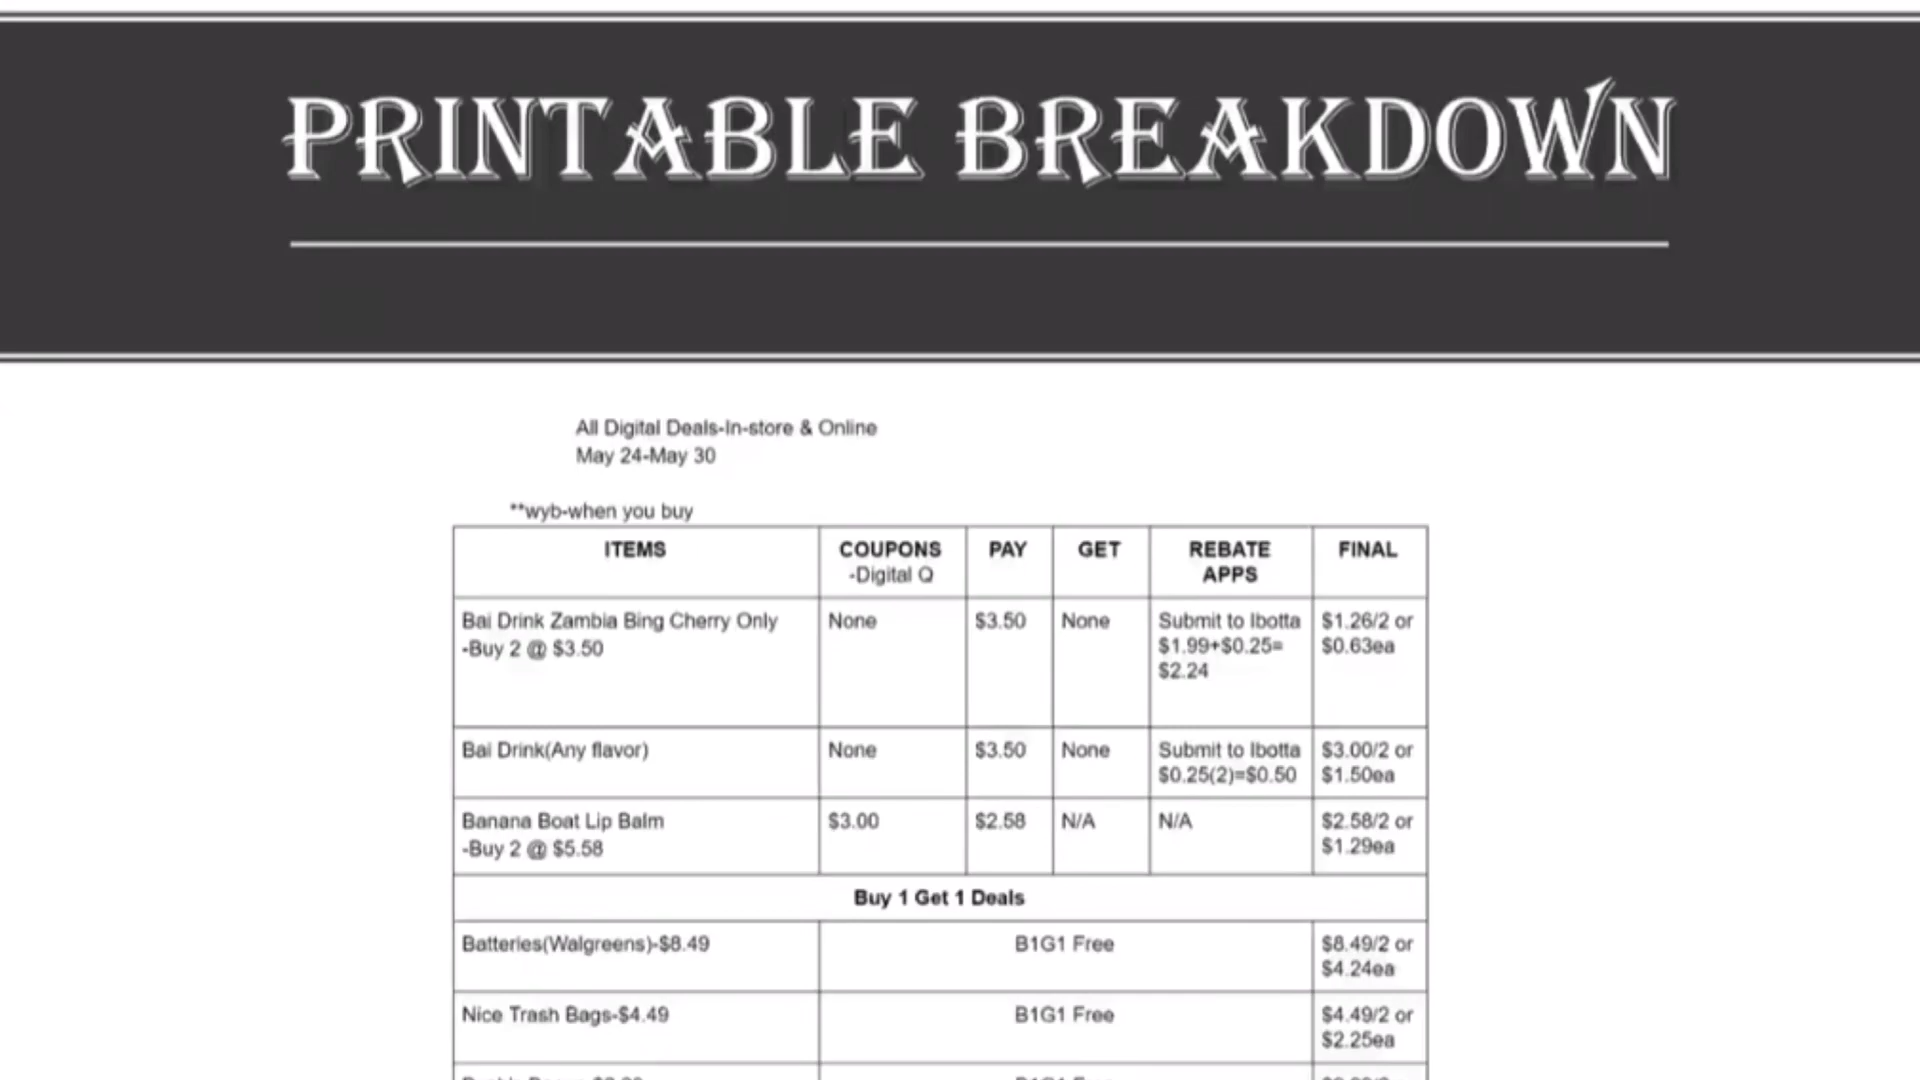 PRINTABLE BREAKDOWN
All Digital Deals-In-store & Online
May 24-May 30
**wyb-when you buy
ITEMS
COUPONS
-Digital Q
PAY
GET
REBATE
APPS
FINAL
Bai Drink Zambia Bing Cherry Only
-Buy 2 @ $3.50
None
$3.50
None
Submit to Ibotta
$1.99+$0.25=
$2.24
$1.26/2 or
$0.63ea
Bai Drink(Any flavor)
None
$3.50
None
Submit to Ibotta
$0.25(2)=$0.50
$3.00/2 or
$1.50ea
Banana Boat Lip Balm
-Buy 2 @ $5.58
$3.00
$2.58
N/A
N/A
$2.58/2 or
$1.29ea
Buy 1 Get 1 Deals
Batteries(Walgreens)-$8.49
B1G1 Free
$8.49/2 or
$4.24ea
Nice Trash Bags-$4.49
B1G1 Free
$4.49/2 or
$2.25ea
B1G1 Free